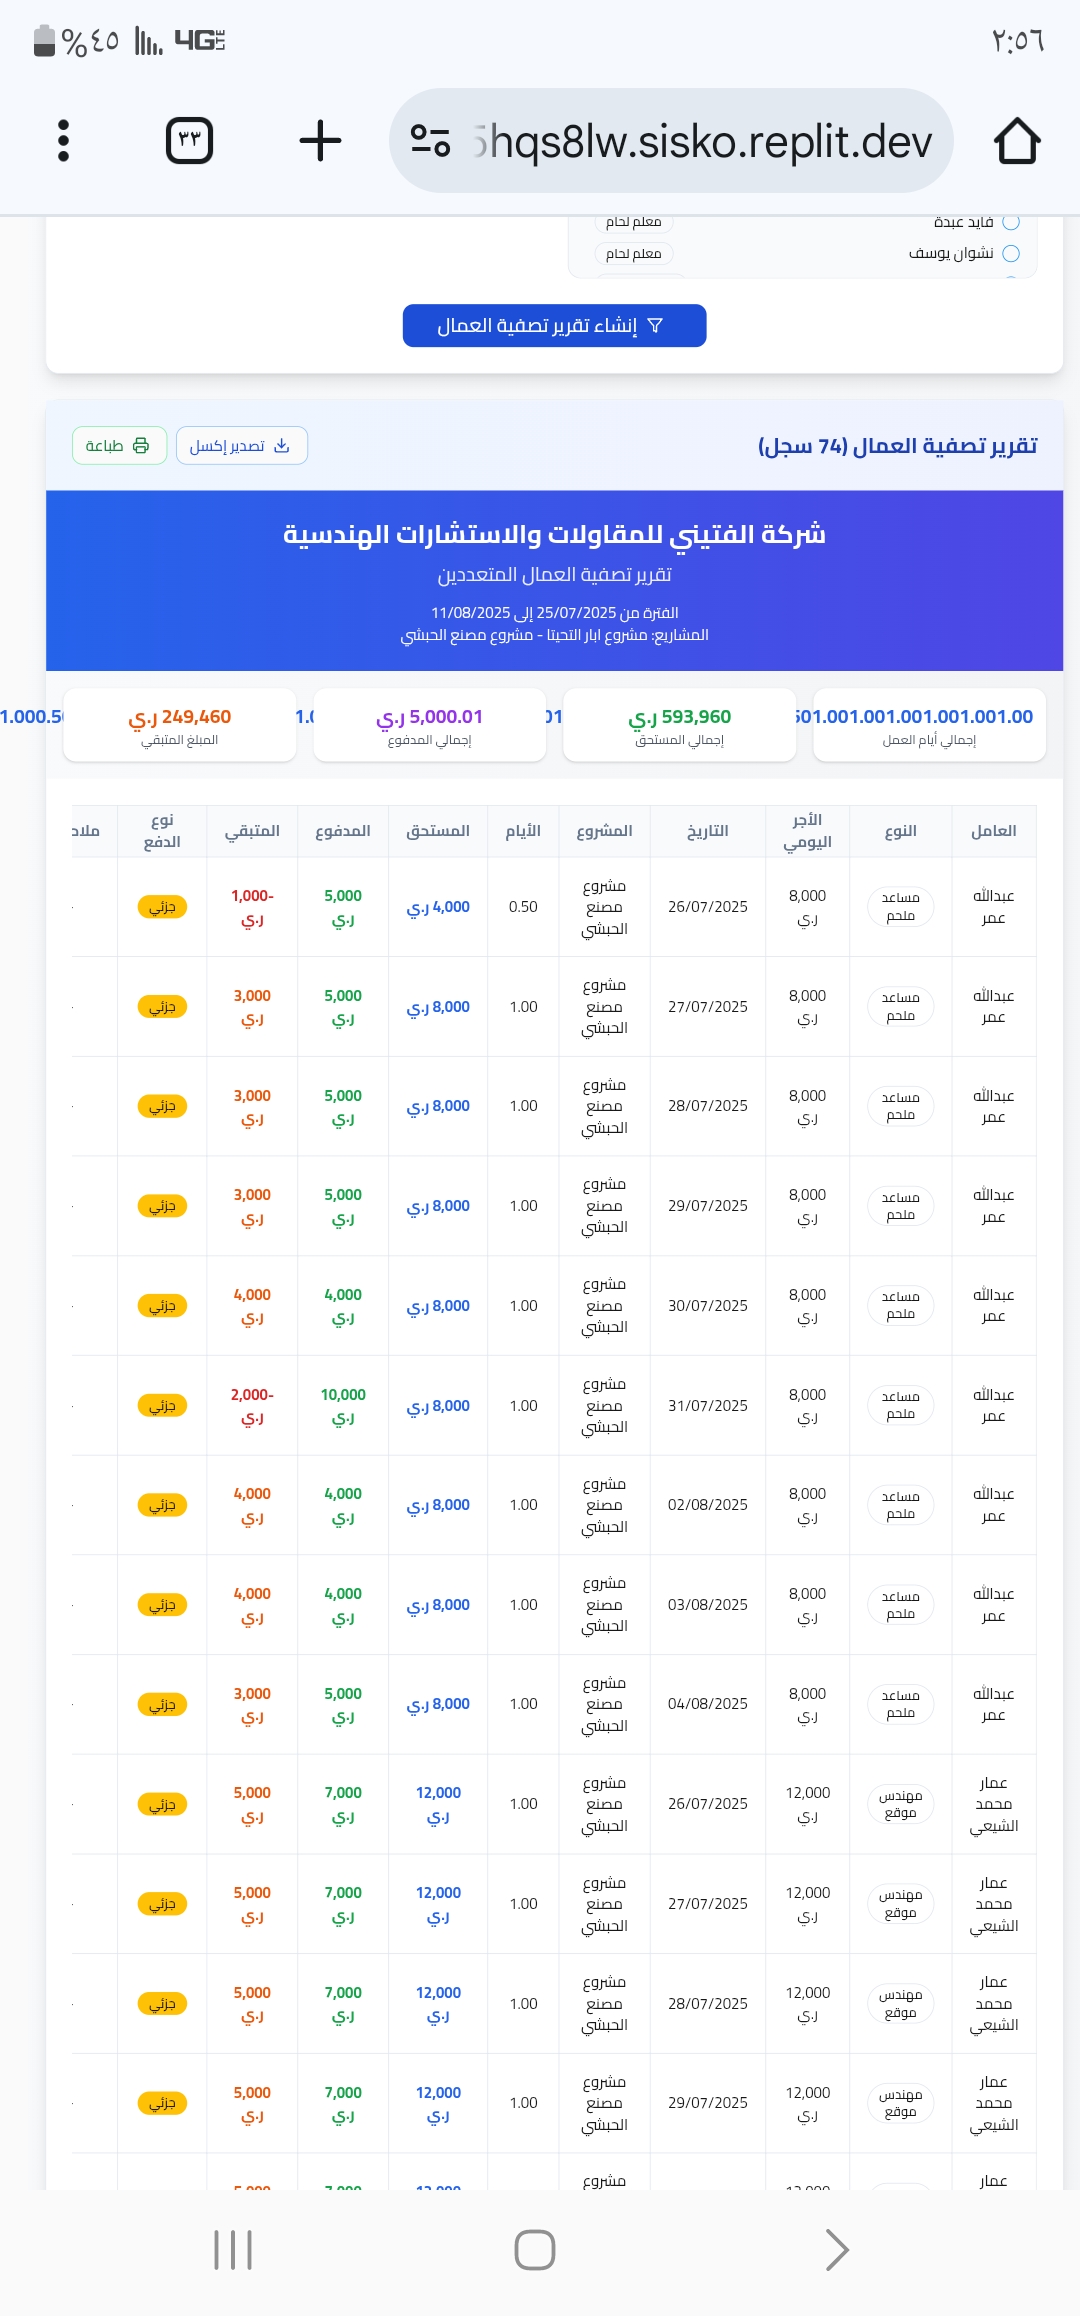 ٢:٥٦
4G LTE
%٤٥
5hqs8lw.sisko.replit.dev
٣٣
فايد عبدة
معلم لحام
نشوان يوسف
معلم لحام
إنشاء تقرير تصفية العمال
تقرير تصفية العمال (74 سجل)
تصدير إكسل
طباعة
شركة الفتيني للمقاولات والاستشارات الهندسية
تقرير تصفية العمال المتعددين
الفترة من 25/07/2025 إلى 11/08/2025
المشاريع: مشروع ابار التحيتا - مشروع مصنع الحبشي
501.001.001.001.001.001.00
إجمالي أيام العمل
593,960 ر.ي
إجمالي المستحق
01
5,000.01 ر.ي
إجمالي المدفوع
249,460 ر.ي
المبلغ المتبقي
العامل النوع الأجر اليومي التاريخ المشروع الأيام المستحق المدفوع المتبقي نوع الدفع
عبدالله عمر مساعد ملحم 8,000 ر.ي 26/07/2025 مشروع مصنع الحبشي 0.50 4,000 ر.ي 5,000 ر.ي -1,000 ر.ي جزئي
عبدالله عمر مساعد ملحم 8,000 ر.ي 27/07/2025 مشروع مصنع الحبشي 1.00 8,000 ر.ي 5,000 ر.ي 3,000 ر.ي جزئي
عبدالله عمر مساعد ملحم 8,000 ر.ي 28/07/2025 مشروع مصنع الحبشي 1.00 8,000 ر.ي 5,000 ر.ي 3,000 ر.ي جزئي
عبدالله عمر مساعد ملحم 8,000 ر.ي 29/07/2025 مشروع مصنع الحبشي 1.00 8,000 ر.ي 5,000 ر.ي 3,000 ر.ي جزئي
عبدالله عمر مساعد ملحم 8,000 ر.ي 30/07/2025 مشروع مصنع الحبشي 1.00 8,000 ر.ي 4,000 ر.ي 4,000 ر.ي جزئي
عبدالله عمر مساعد ملحم 8,000 ر.ي 31/07/2025 مشروع مصنع الحبشي 1.00 8,000 ر.ي 10,000 ر.ي -2,000 ر.ي جزئي
عبدالله عمر مساعد ملحم 8,000 ر.ي 02/08/2025 مشروع مصنع الحبشي 1.00 8,000 ر.ي 4,000 ر.ي 4,000 ر.ي جزئي
عبدالله عمر مساعد ملحم 8,000 ر.ي 03/08/2025 مشروع مصنع الحبشي 1.00 8,000 ر.ي 4,000 ر.ي 4,000 ر.ي جزئي
عبدالله عمر مساعد ملحم 8,000 ر.ي 04/08/2025 مشروع مصنع الحبشي 1.00 8,000 ر.ي 5,000 ر.ي 3,000 ر.ي جزئي
عمار محمد الشيعي مهندس موقع 12,000 ر.ي 26/07/2025 مشروع مصنع الحبشي 1.00 12,000 ر.ي 7,000 ر.ي 5,000 ر.ي جزئي
عمار محمد الشيعي مهندس موقع 12,000 ر.ي 27/07/2025 مشروع مصنع الحبشي 1.00 12,000 ر.ي 7,000 ر.ي 5,000 ر.ي جزئي
عمار محمد الشيعي مهندس موقع 12,000 ر.ي 28/07/2025 مشروع مصنع الحبشي 1.00 12,000 ر.ي 7,000 ر.ي 5,000 ر.ي جزئي
عمار محمد الشيعي مهندس موقع 12,000 ر.ي 29/07/2025 مشروع مصنع الحبشي 1.00 12,000 ر.ي 7,000 ر.ي 5,000 ر.ي جزئي
عمار مشروع